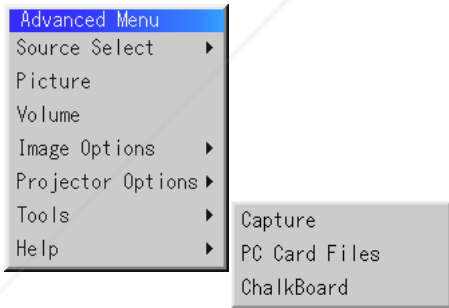 Advanced Menu
Source Select
Picture
Volume
Image Options
Projector Options
Tools
Help
Capture
PC Card Files
ChalkBoard